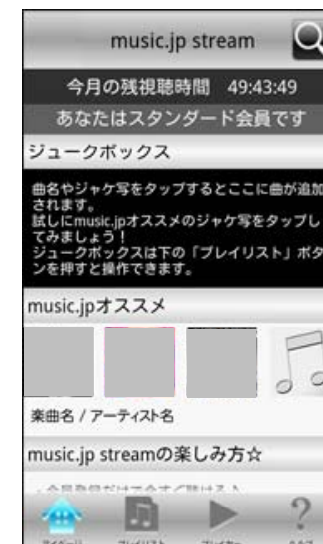 music.jp stream
今月の残視聴時間 49:43:49
あなたはスタンダード会員です
ジュークボックス
曲名やジャケ写をタップするとここに曲が追加
されます。
試しにmusic.jpオススメのジャケ写をタップし
てみましょう！
ジュークボックスは下の「プレイリスト」ボタ
ンを押すと操作できます。
music.jpオススメ
楽曲名 / アーティスト名
music.jp streamの楽しみ方☆